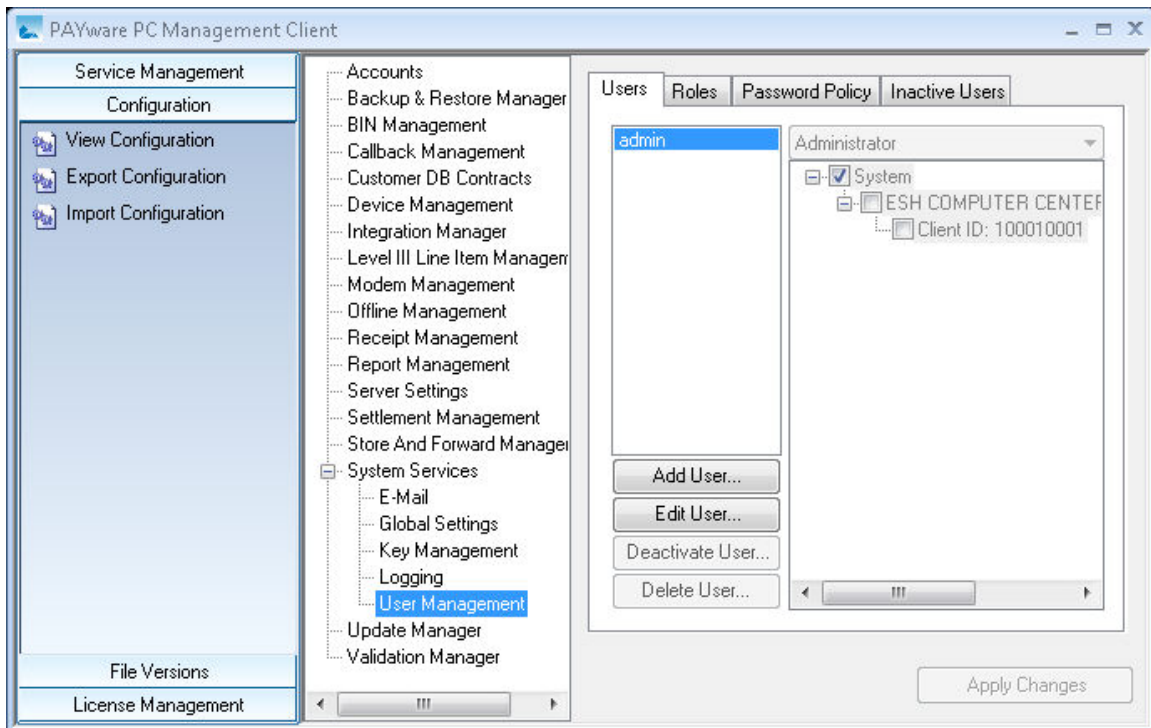 PAYware PC Management Client
Service Management
Configuration
View Configuration
Export Configuration
Import Configuration
File Versions
License Management
Accounts
Backup & Restore Manager
BIN Management
Callback Management
Customer DB Contracts
Device Management
Integration Manager
Level III Line Item Managem
Modem Management
Offline Management
Receipt Management
Report Management
Server Settings
Settlement Management
Store And Forward Manager
System Services
E-Mail
Global Settings
Key Management
Logging
User Management
Update Manager
Validation Manager
Users Roles Password Policy Inactive Users
admin
Add User...
Edit User...
Deactivate User...
Delete User...
Administrator
System
ESH COMPUTER CENTER
Client ID: 100010001
Apply Changes